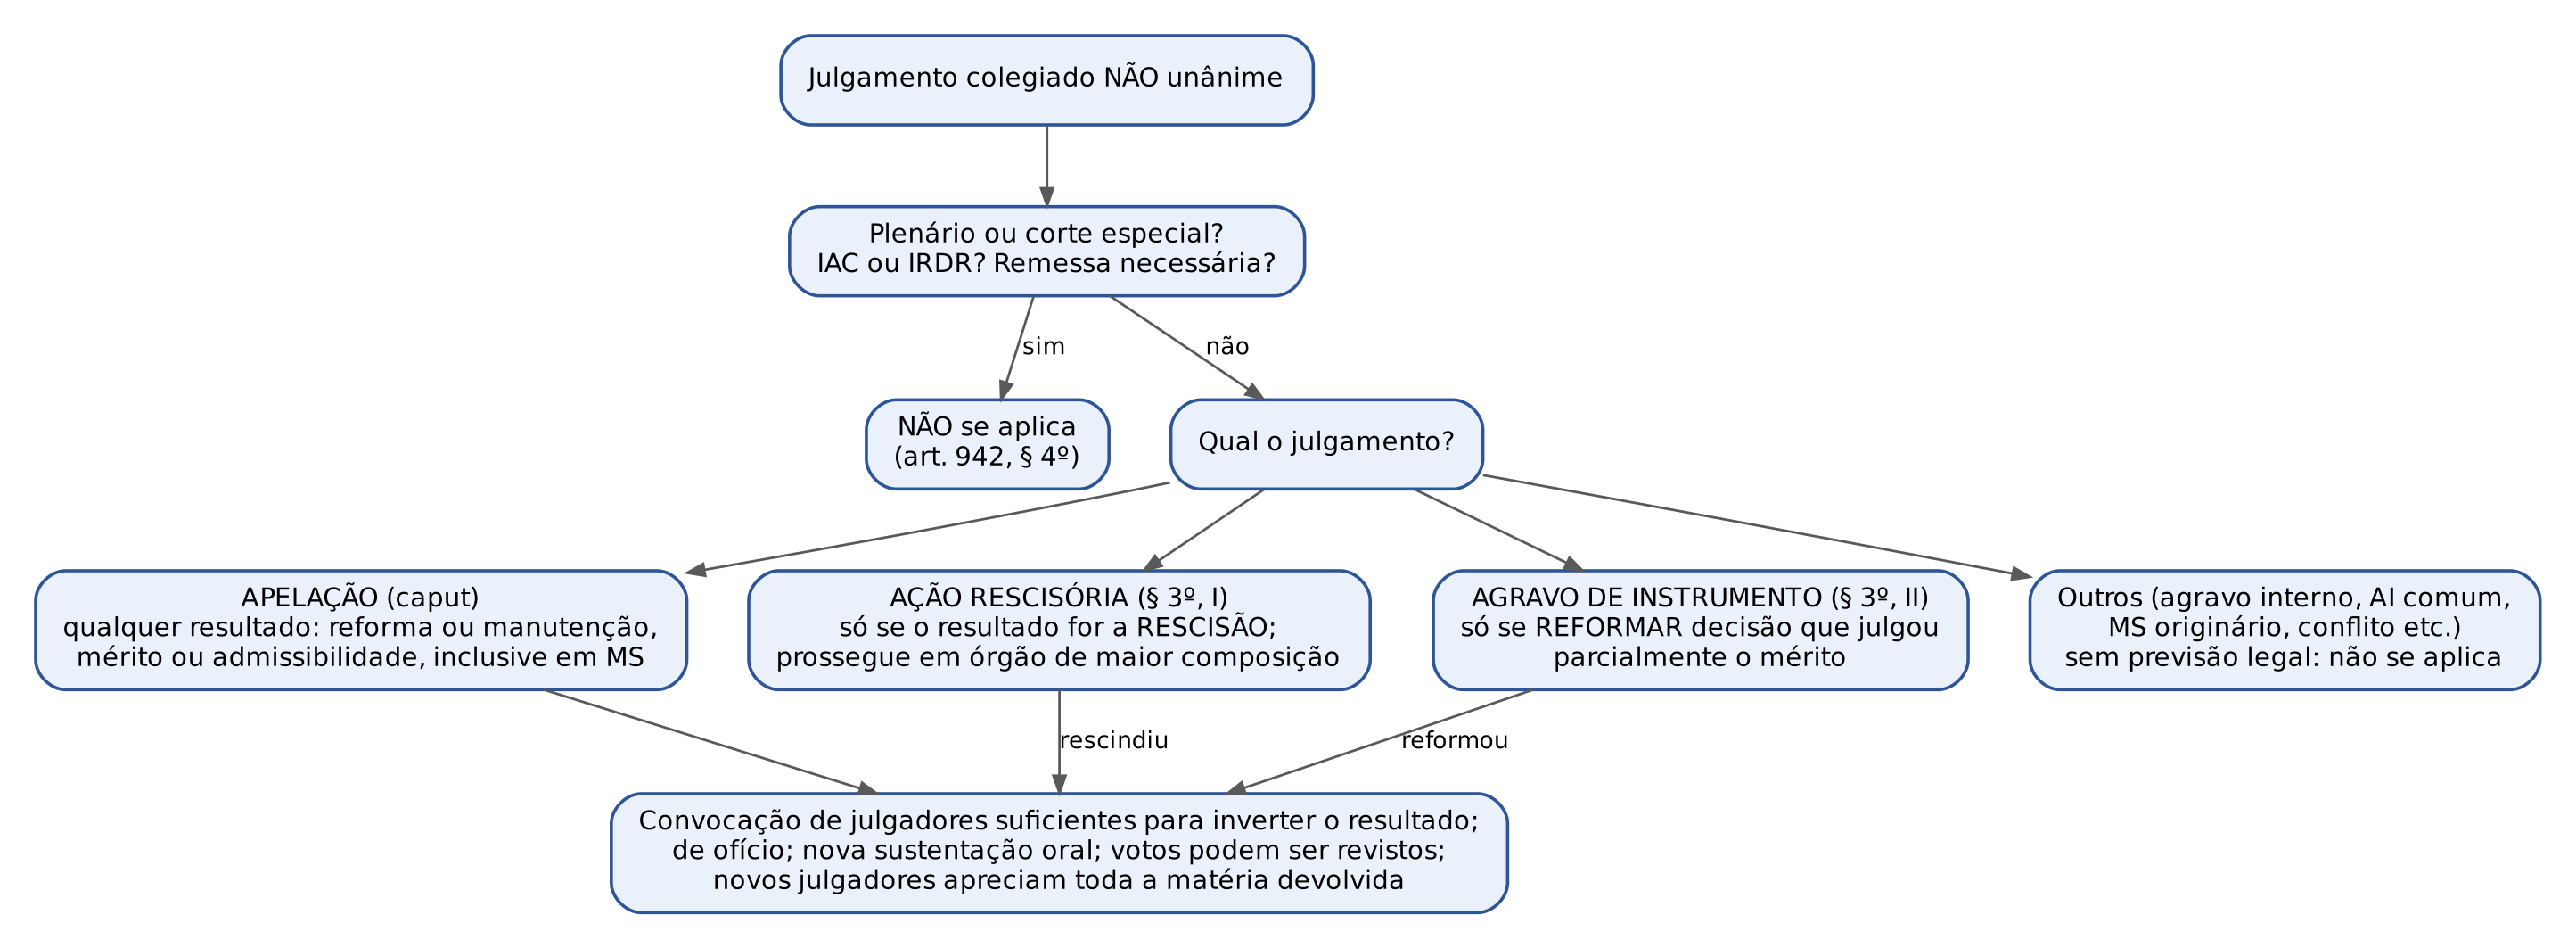 Julgamento colegiado NÃO unânime
Plenário ou corte especial?
IAC ou IRDR? Remessa necessária?
sim
não
NÃO se aplica
(art. 942, § 4º)
Qual o julgamento?
APELAÇÃO (caput)
qualquer resultado: reforma ou manutenção,
mérito ou admissibilidade, inclusive em MS
AÇÃO RESCISÓRIA (§ 3º, I)
só se o resultado for a RESCISÃO;
prossegue em órgão de maior composição
AGRAVO DE INSTRUMENTO (§ 3º, II)
só se REFORMAR decisão que julgou
parcialmente o mérito
Outros (agravo interno, AI comum,
MS originário, conflito etc.)
sem previsão legal: não se aplica
rescindiu
reformou
Convocação de julgadores suficientes para inverter o resultado;
de ofício; nova sustentação oral; votos podem ser revistos;
novos julgadores apreciam toda a matéria devolvida